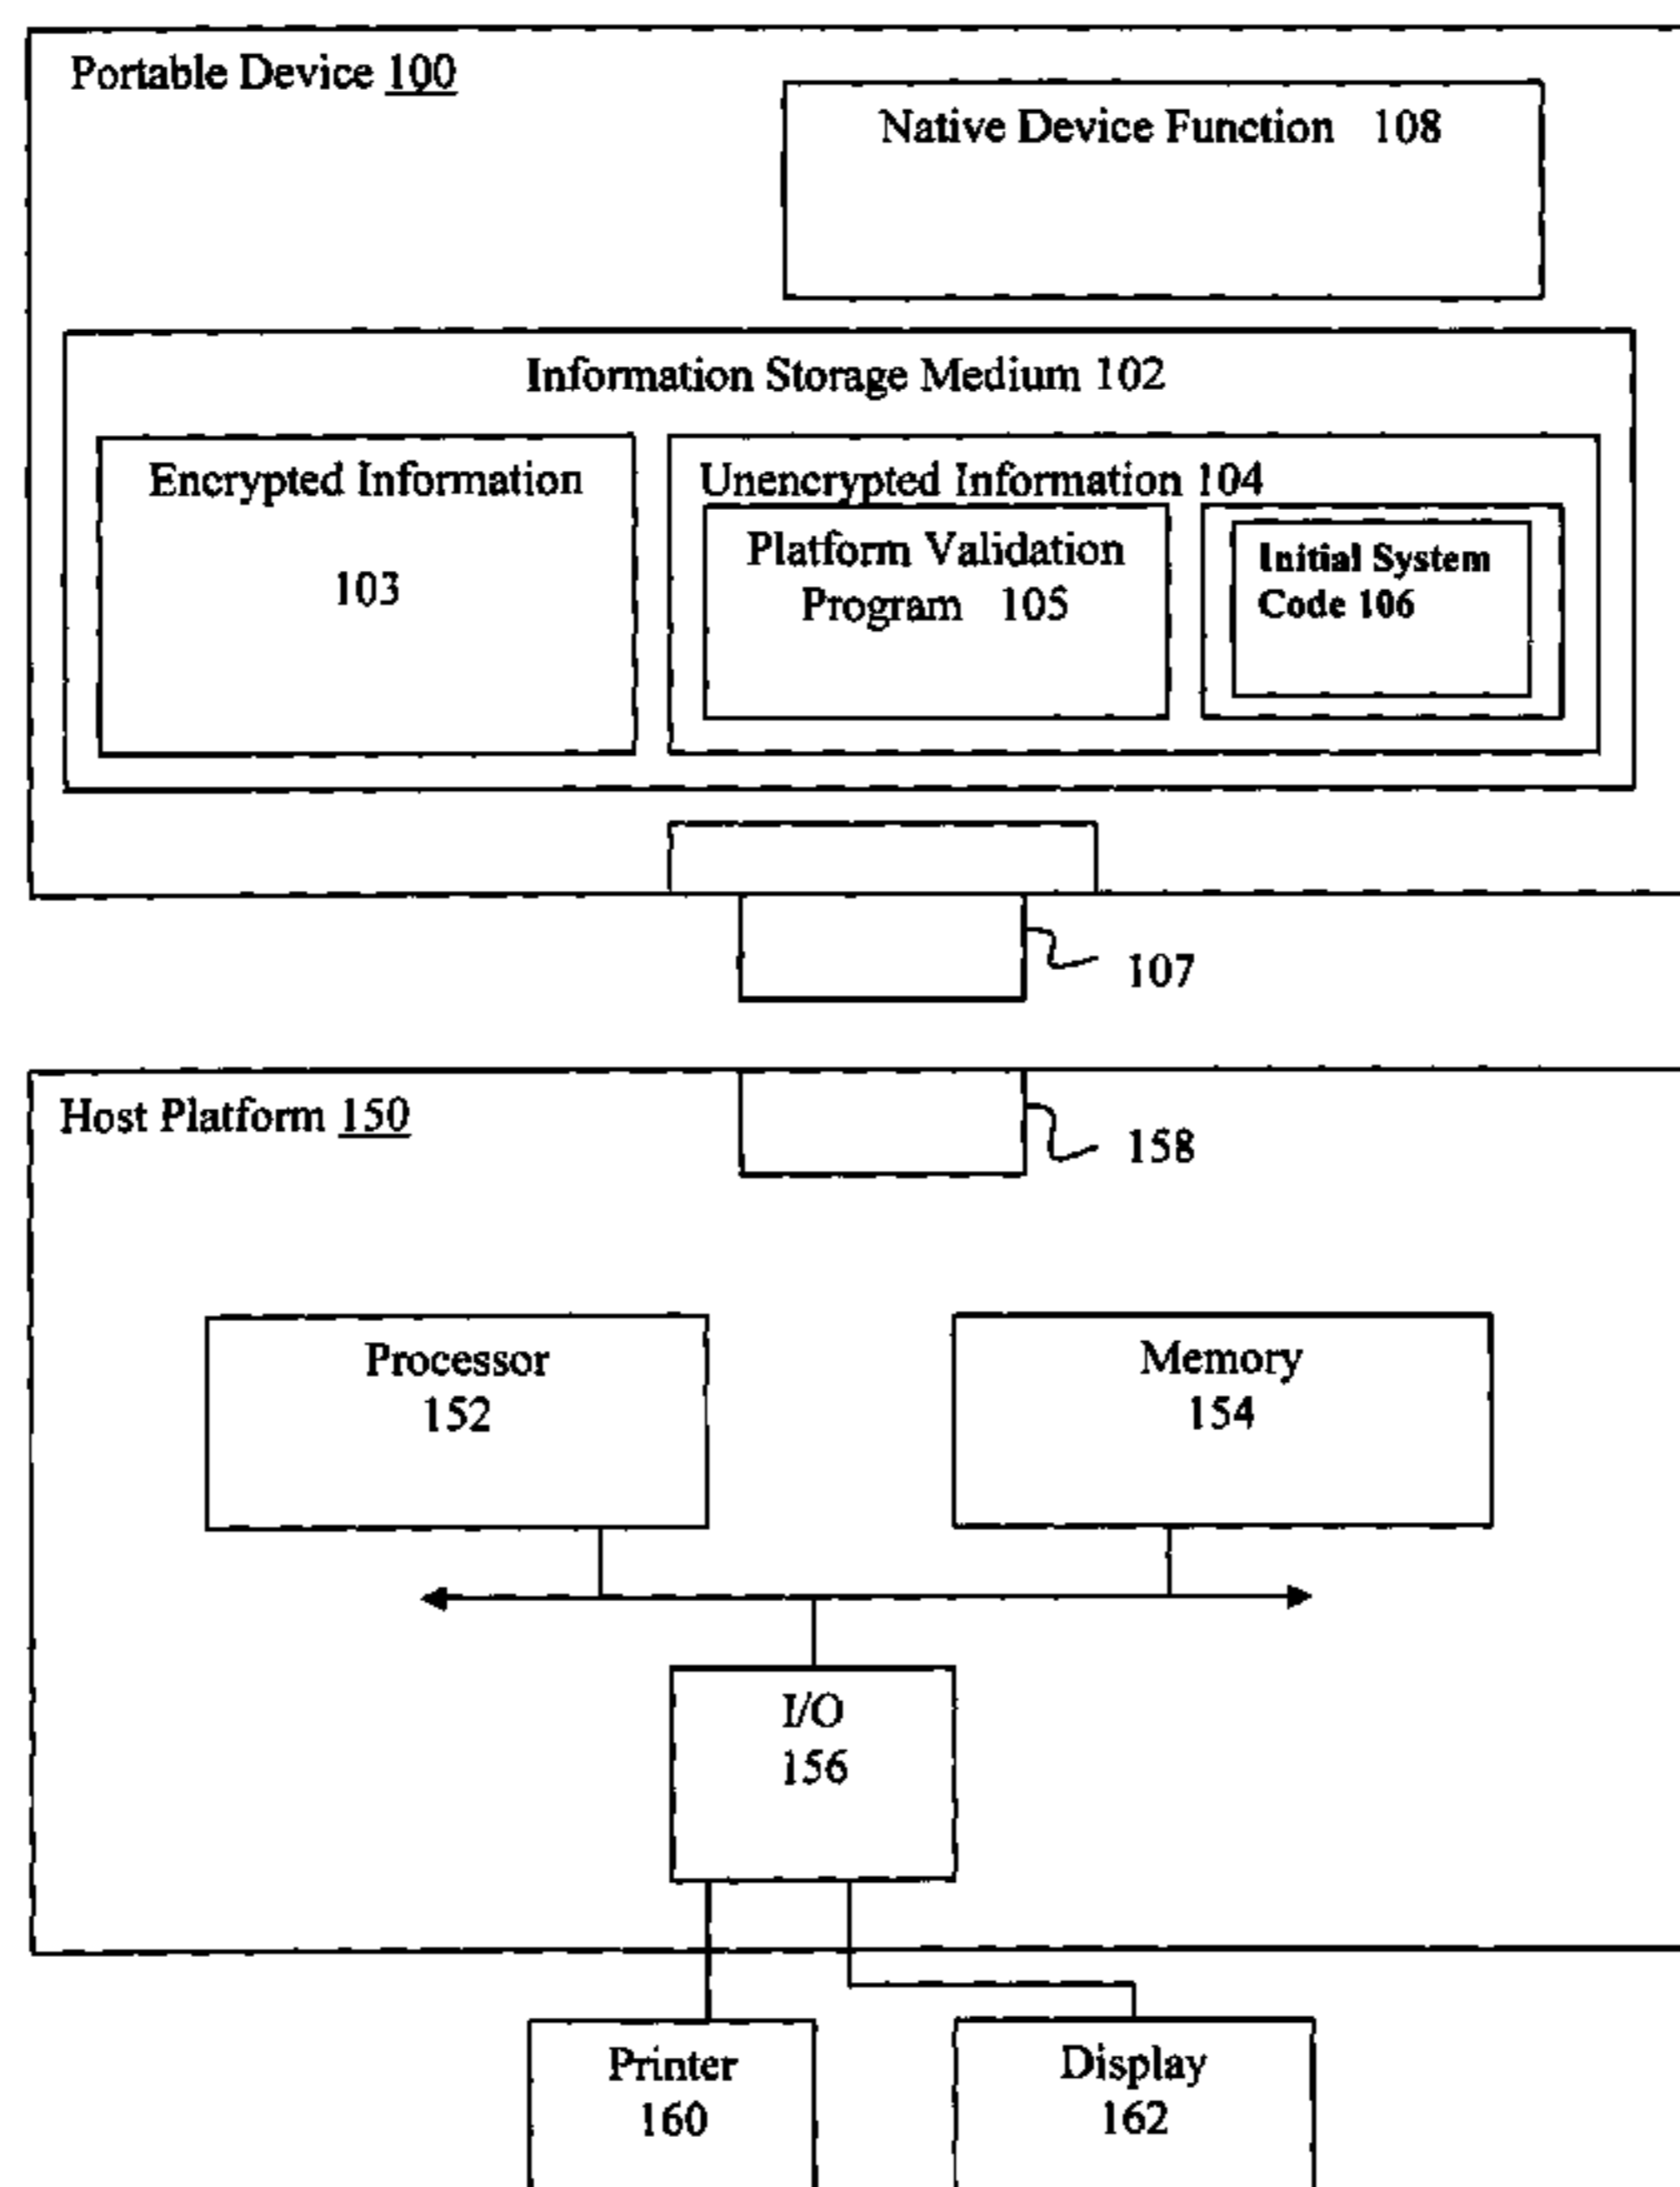 Portable Device 100
Native Device Function 108
Information Storage Medium 102
Encrypted Information
103
Unencrypted Information 104
Platform Validation
Program 105
Initial System
Code 106
107
Host Platform 150
158
Processor
152
Memory
154
I/O
156
Printer
160
Display
162